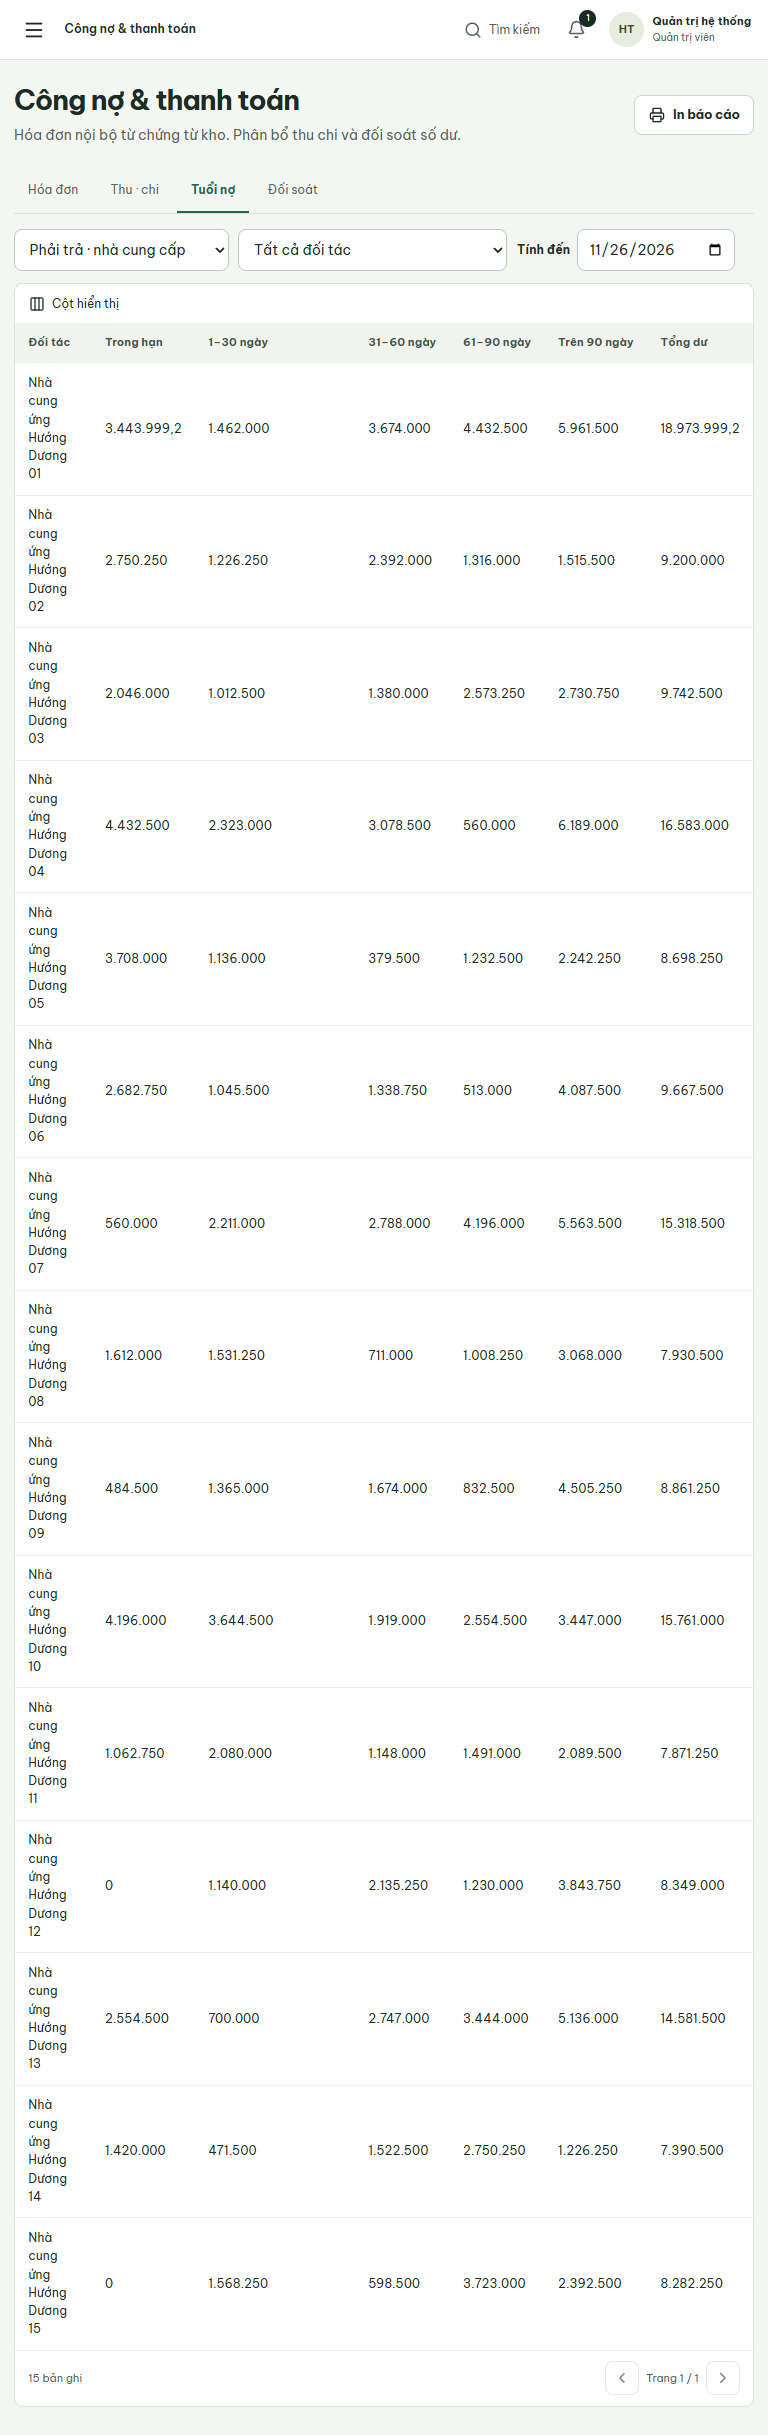 Công nợ & thanh toán
Tìm kiếm
1
HT
Quản trị hệ thống
Quản trị viên
Công nợ & thanh toán
Hóa đơn nội bộ từ chứng từ kho. Phân bổ thu chi và đối soát số dư.
In báo cáo
Hóa đơn
Thu · chi
Tuổi nợ
Đối soát
Phải trả · nhà cung cấp
Tất cả đối tác
Tính đến
11/26/2026
Cột hiển thị
Đối tác Trong hạn 1–30 ngày 31–60 ngày 61–90 ngày Trên 90 ngày Tổng dư
Nhà
cung
ứng
Hướng
Dương
01
3.443.999,2 1.462.000 3.674.000 4.432.500 5.961.500 18.973.999,2
Nhà
cung
ứng
Hướng
Dương
02
2.750.250 1.226.250 2.392.000 1.316.000 1.515.500 9.200.000
Nhà
cung
ứng
Hướng
Dương
03
2.046.000 1.012.500 1.380.000 2.573.250 2.730.750 9.742.500
Nhà
cung
ứng
Hướng
Dương
04
4.432.500 2.323.000 3.078.500 560.000 6.189.000 16.583.000
Nhà
cung
ứng
Hướng
Dương
05
3.708.000 1.136.000 379.500 1.232.500 2.242.250 8.698.250
Nhà
cung
ứng
Hướng
Dương
06
2.682.750 1.045.500 1.338.750 513.000 4.087.500 9.667.500
Nhà
cung
ứng
Hướng
Dương
07
560.000 2.211.000 2.788.000 4.196.000 5.563.500 15.318.500
Nhà
cung
ứng
Hướng
Dương
08
1.612.000 1.531.250 711.000 1.008.250 3.068.000 7.930.500
Nhà
cung
ứng
Hướng
Dương
09
484.500 1.365.000 1.674.000 832.500 4.505.250 8.861.250
Nhà
cung
ứng
Hướng
Dương
10
4.196.000 3.644.500 1.919.000 2.554.500 3.447.000 15.761.000
Nhà
cung
ứng
Hướng
Dương
11
1.062.750 2.080.000 1.148.000 1.491.000 2.089.500 7.871.250
Nhà
cung
ứng
Hướng
Dương
12
0 1.140.000 2.135.250 1.230.000 3.843.750 8.349.000
Nhà
cung
ứng
Hướng
Dương
13
2.554.500 700.000 2.747.000 3.444.000 5.136.000 14.581.500
Nhà
cung
ứng
Hướng
Dương
14
1.420.000 471.500 1.522.500 2.750.250 1.226.250 7.390.500
Nhà
cung
ứng
Hướng
Dương
15
0 1.568.250 598.500 3.723.000 2.392.500 8.282.250
15 bản ghi
Trang 1 / 1